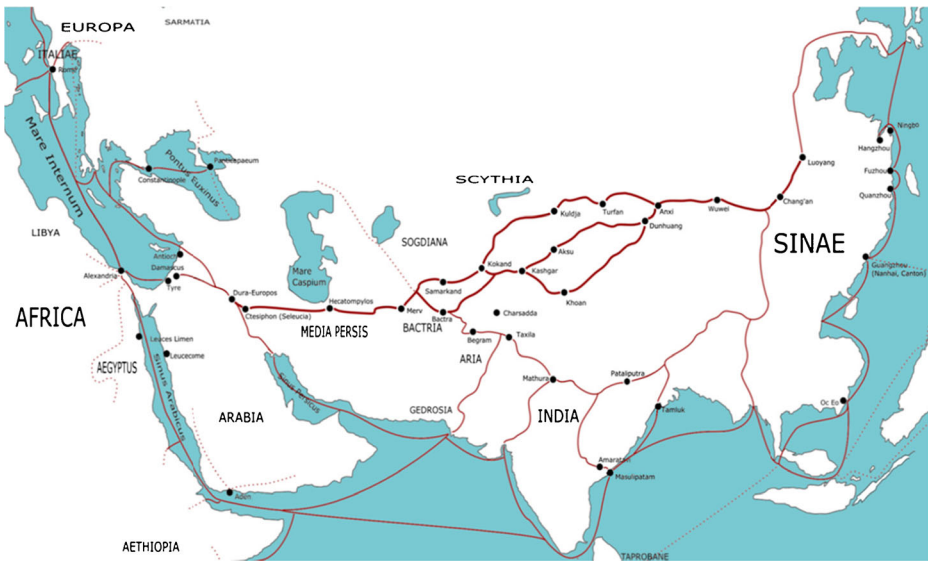 EUROPA
SARMATIA
ITALIAE
Rome
Mare Internum
Pontus Euxinus
Panticapaeum
Constantinople
LIBYA
Antioch
Damascus
Tyre
Alexandria
AFRICA
AEGYPTUS
Leuces Limen
Leucecome
Sinus Arabicus
ARABIA
Aden
AETHIOPIA
Dura-Europos
Ctesiphon (Seleucia)
Mare
Caspium
Hecatompylos
MEDIA PERSIS
Sinus Persicus
SCYTHIA
SOGDIANA
Merv
Samarkand
Bactra
BACTRIA
Kokand
Kashgar
Kuldja
Turfan
Aksu
Khoan
Anxi
Dunhuang
Wuwei
Chang'an
Luoyang
SINAE
Ningbo
Hangzhou
Fuzhou
Quanzhou
Guangzhou
(Nanhai, Canton)
Charsadda
Begram
Taxila
ARIA
GEDROSIA
Mathura
Pataliputra
INDIA
Tamluk
Masulipatam
Oc Eo
TAPROBANE